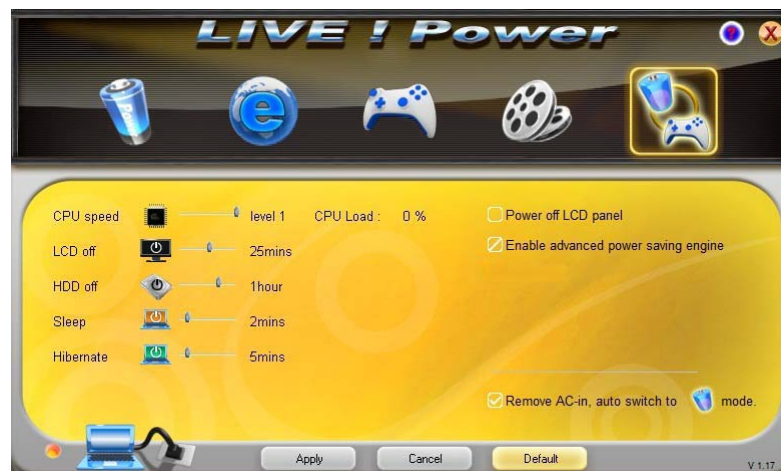 LIVE ! Power
CPU speed level 1 CPU Load : 0 %
LCD off 25mins
HDD off 1hour
Sleep 2mins
Hibernate 5mins
Power off LCD panel
Enable advanced power saving engine
Remove AC-in, auto switch to mode.
Apply Cancel Default
V 1.17